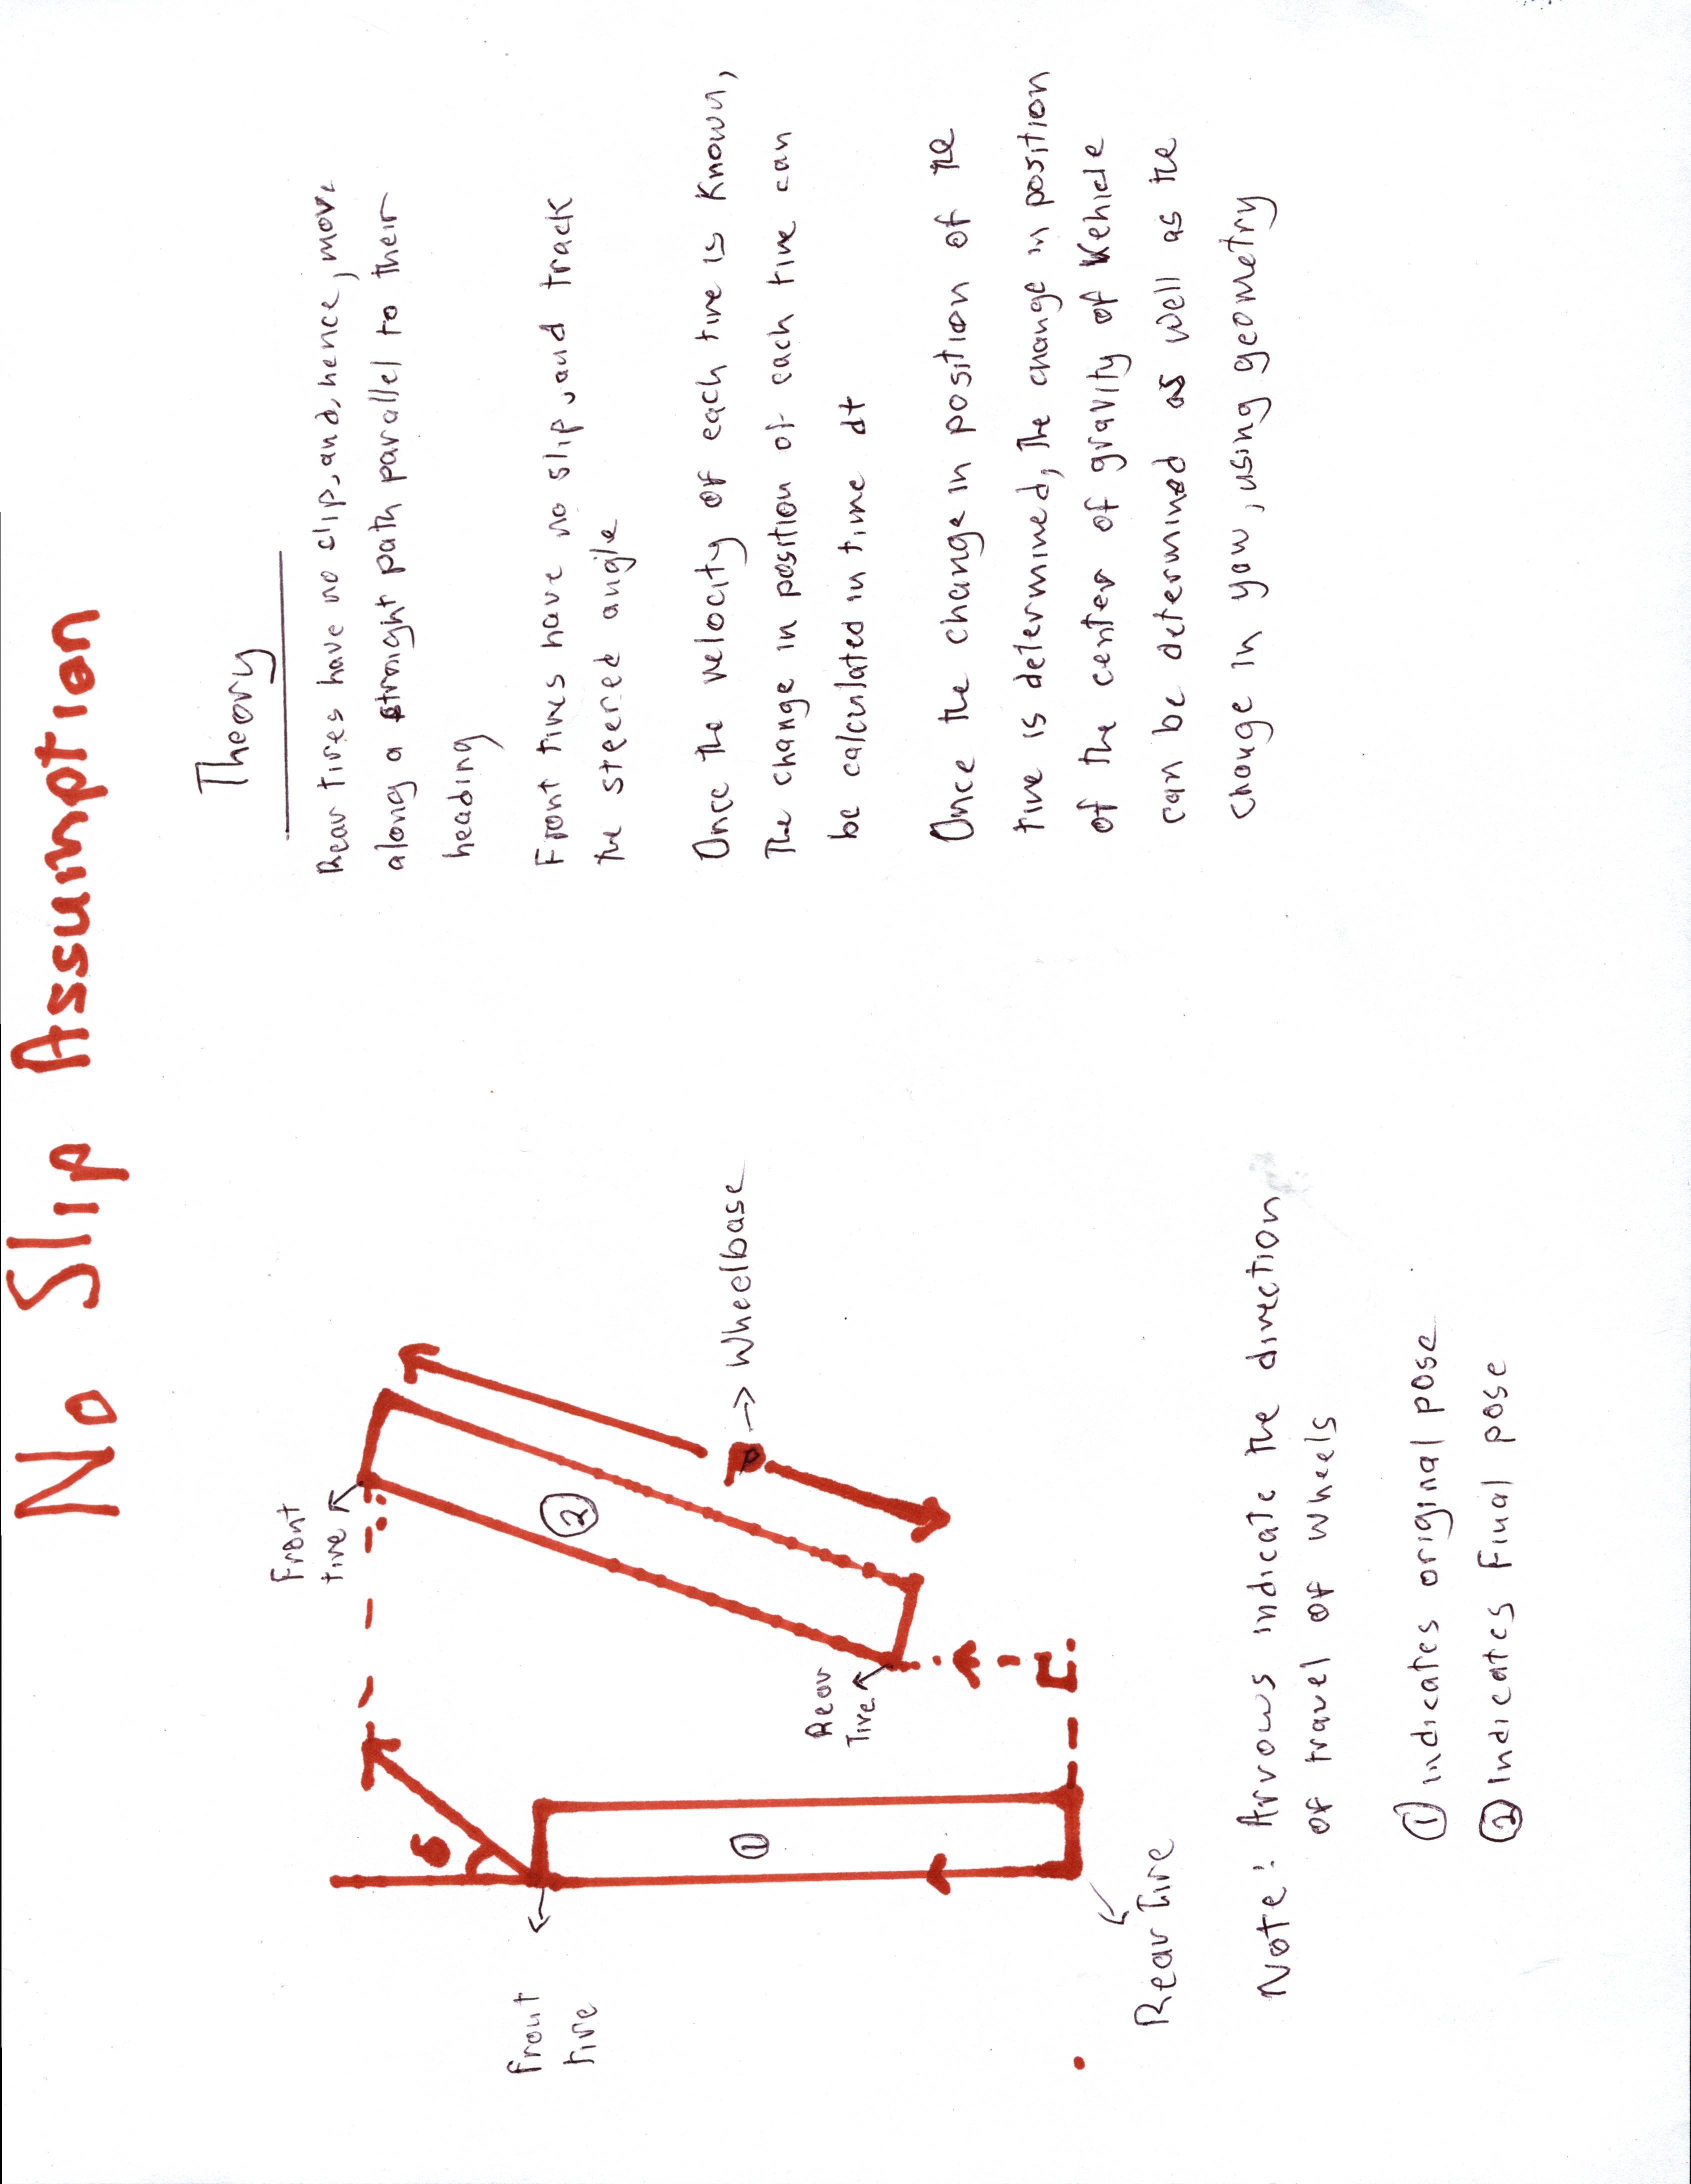 No Slip Assumption
Front
tire
Front
tire
δ
1
2
P → Wheelbase
Rear
Tire
Rear Tire
Note: Arrows indicate the direction
of travel of wheels
1 indicates original pose
2 Indicates Final pose
Theory
Rear tires have no slip, and, hence, move
along a straight path parallel to their
heading
Front tires have no slip, and track
the steered angle
Once the velocity of each tire is known,
The change in position of each tire can
be calculated in time dt
Once the change in position of the
tire is determined, the change in position
of the center of gravity of Vehicle
can be determined as well as the
change in yaw, using geometry